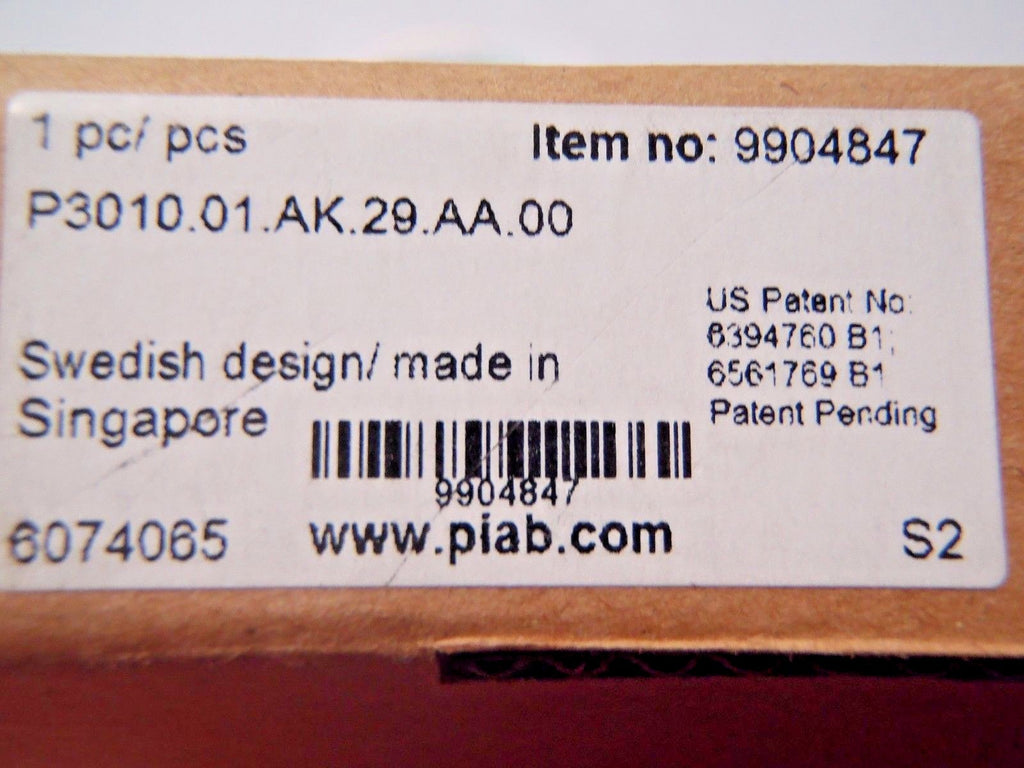 1 pc/ pcs
Item no: 9904847
P3010.01.AK.29.AA.00
US Patent No:
6394760 B1;
6561769 B1
Patent Pending
Swedish design/ made in
Singapore
9904847
6074065
www.piab.com
S2